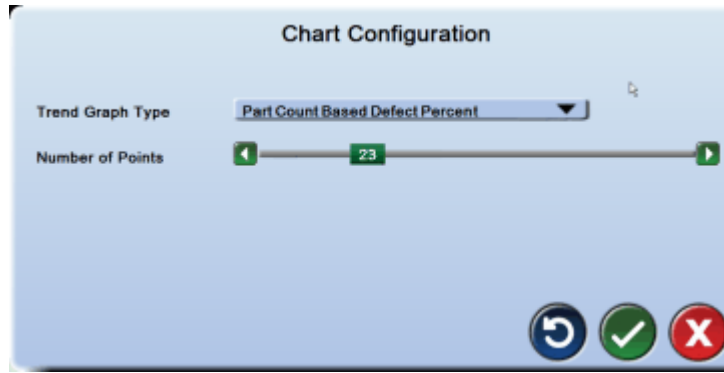 Chart Configuration
Trend Graph Type Part Count Based Defect Percent
Number of Points 23